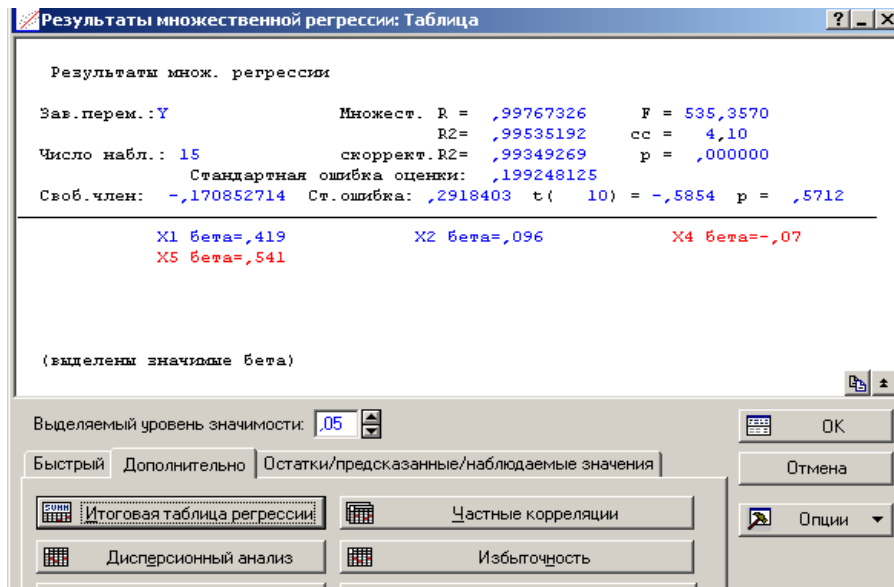 Результаты множественной регрессии: Таблица
Результаты множ. регрессии
Зав.перем.:Y Множест. R = ,99767326 F = 535,3570
R2= ,99535192 сс = 4,10
Число набл.: 15 скоррект.R2= ,99349269 p = ,000000
Стандартная ошибка оценки: ,199248125
Своб.член: -,170852714 Ст.ошибка: ,2918403 t( 10) = -,5854 p = ,5712
X1 бета=,419 X2 бета=,096 X4 бета=-,07
X5 бета=,541
(выделены значимые бета)
Выделяемый уровень значимости: ,05
OK
Быстрый Дополнительно Остатки/предсказанные/наблюдаемые значения
Отмена
Итоговая таблица регрессии Частные корреляции
Опции
Дисперсионный анализ Избыточность